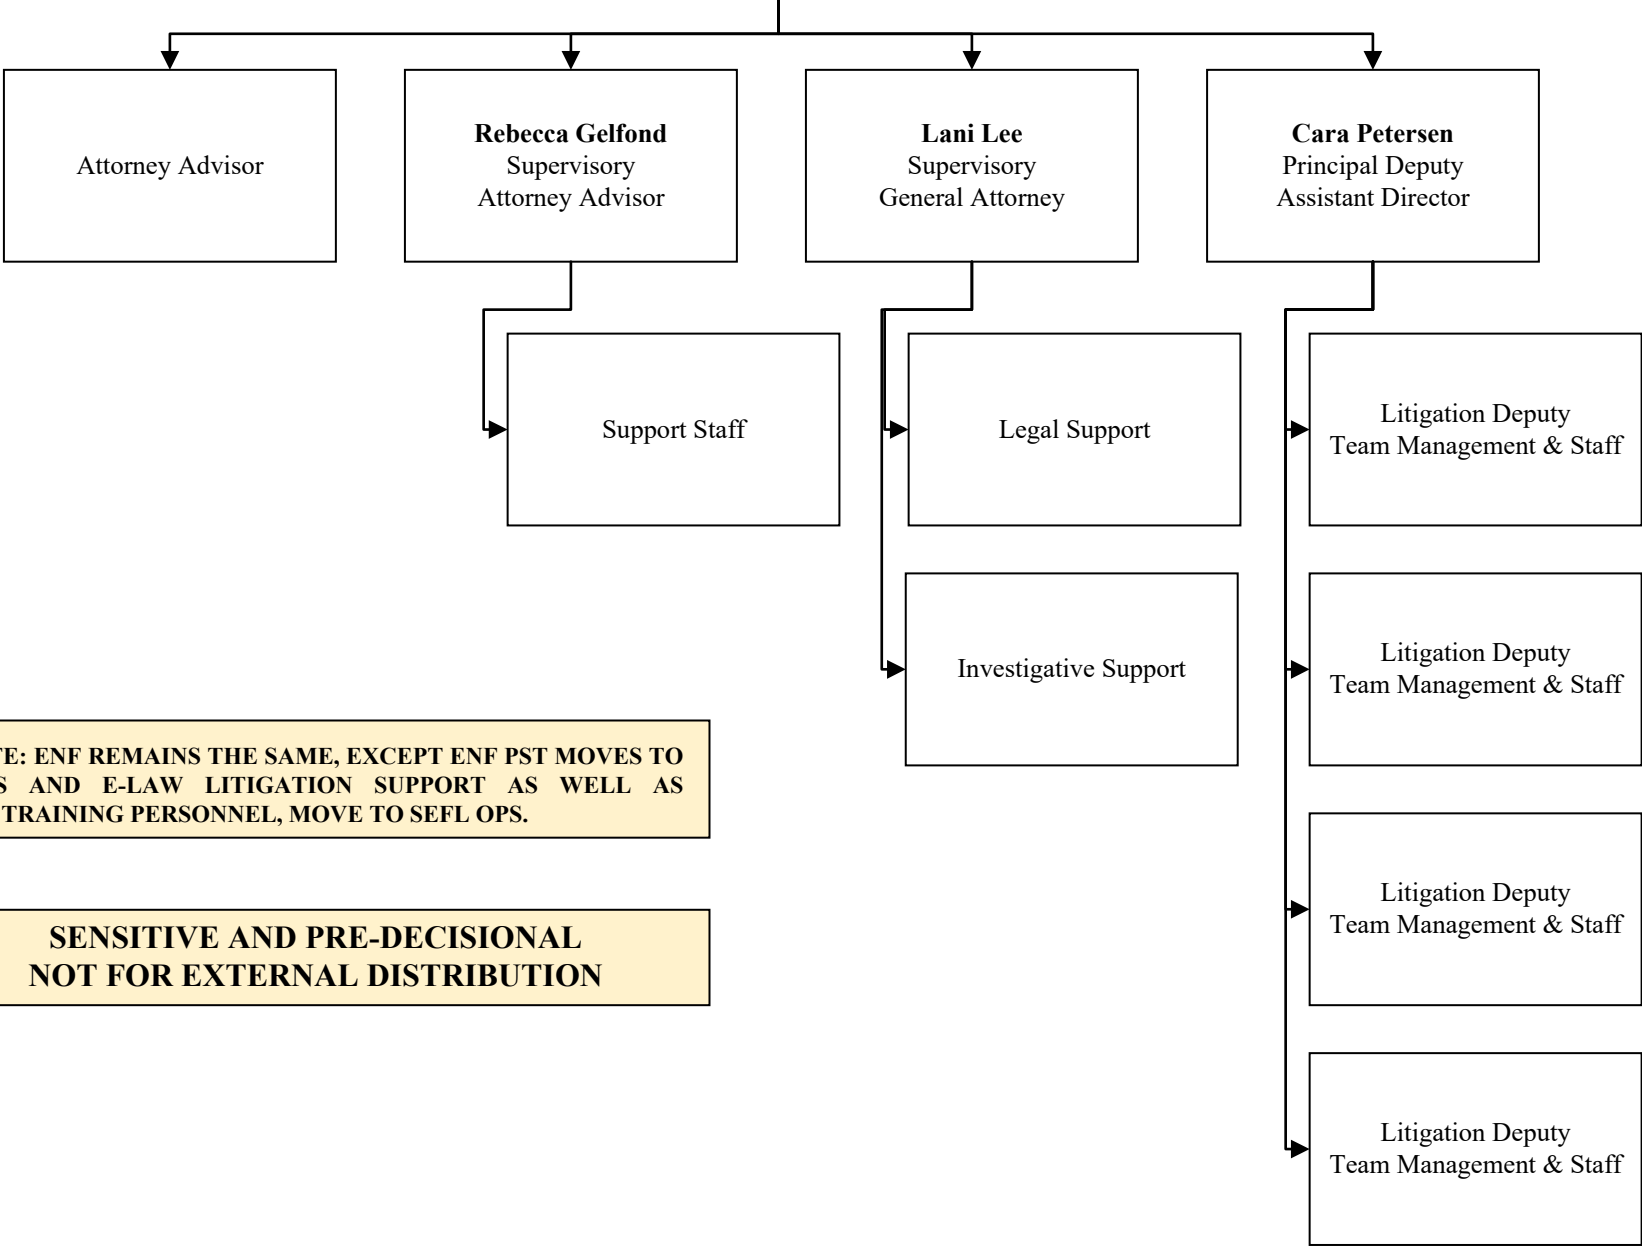 Attorney Advisor
Rebecca Gelfond
Supervisory
Attorney Advisor
Lani Lee
Supervisory
General Attorney
Cara Petersen
Principal Deputy
Assistant Director
Support Staff
Legal Support
Litigation Deputy
Team Management & Staff
Investigative Support
Litigation Deputy
Team Management & Staff
Litigation Deputy
Team Management & Staff
Litigation Deputy
Team Management & Staff
ENF REMAINS THE SAME, EXCEPT ENF PST MOVES TO
AND E-LAW LITIGATION SUPPORT AS WELL AS
TRAINING PERSONNEL, MOVE TO SEFL OPS.
SENSITIVE AND PRE-DECISIONAL
NOT FOR EXTERNAL DISTRIBUTION